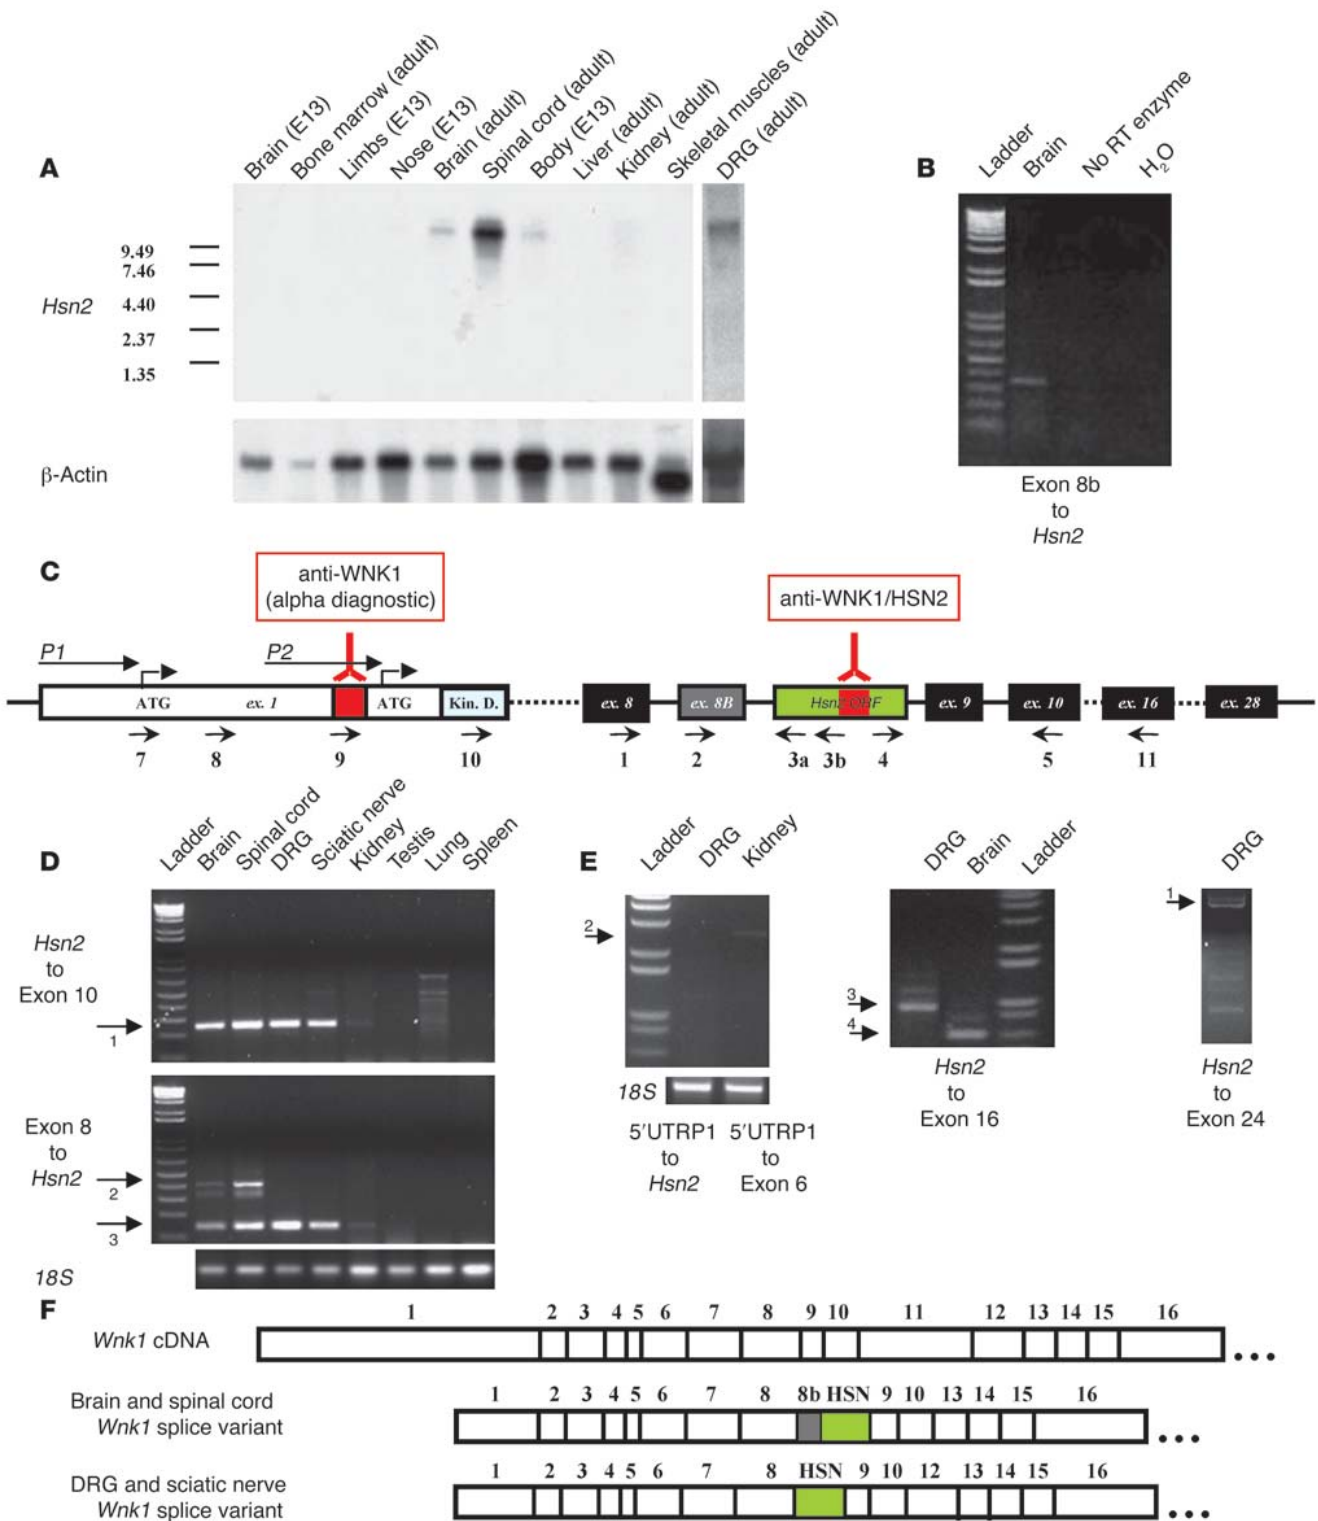 A
Brain (E13)
Bone marrow (adult)
Limbs (E13)
Nose (E13)
Brain (adult)
Spinal cord (adult)
Body (E13)
Liver (adult)
Kidney (adult)
Skeletal muscles (adult)
DRG (adult)
Hsn2
9.49
7.46
4.40
2.37
1.35
β-Actin
B
Ladder
Brain
No RT enzyme
H2O
Exon 8b
to
Hsn2
C
anti-WNK1
(alpha diagnostic)
anti-WNK1/HSN2
P1
P2
ATG
ex. 1
ATG
Kin. D.
ex. 8
ex. 8B
Hsn2 ORF
ex. 9
ex. 10
ex. 16
ex. 28
7
8
9
10
1
2
3a
3b
4
5
11
D
Ladder
Brain
Spinal cord
DRG
Sciatic nerve
Kidney
Testis
Lung
Spleen
Hsn2
to
Exon 10
1
Exon 8
to
Hsn2
2
3
18S
E
Ladder
DRG
Kidney
2
18S
5′UTRP1
to
Hsn2
5′UTRP1
to
Exon 6
DRG
Brain
Ladder
3
4
Hsn2
to
Exon 16
DRG
1
Hsn2
to
Exon 24
F
1 2 3 4 5 6 7 8 9 10 11 12 13 14 15 16
Wnk1 cDNA
...
1 2 3 4 5 6 7 8 8b HSN 9 10 13 14 15 16
Brain and spinal cord
Wnk1 splice variant
...
1 2 3 4 5 6 7 8 HSN 9 10 12 13 14 15 16
DRG and sciatic nerve
Wnk1 splice variant
...